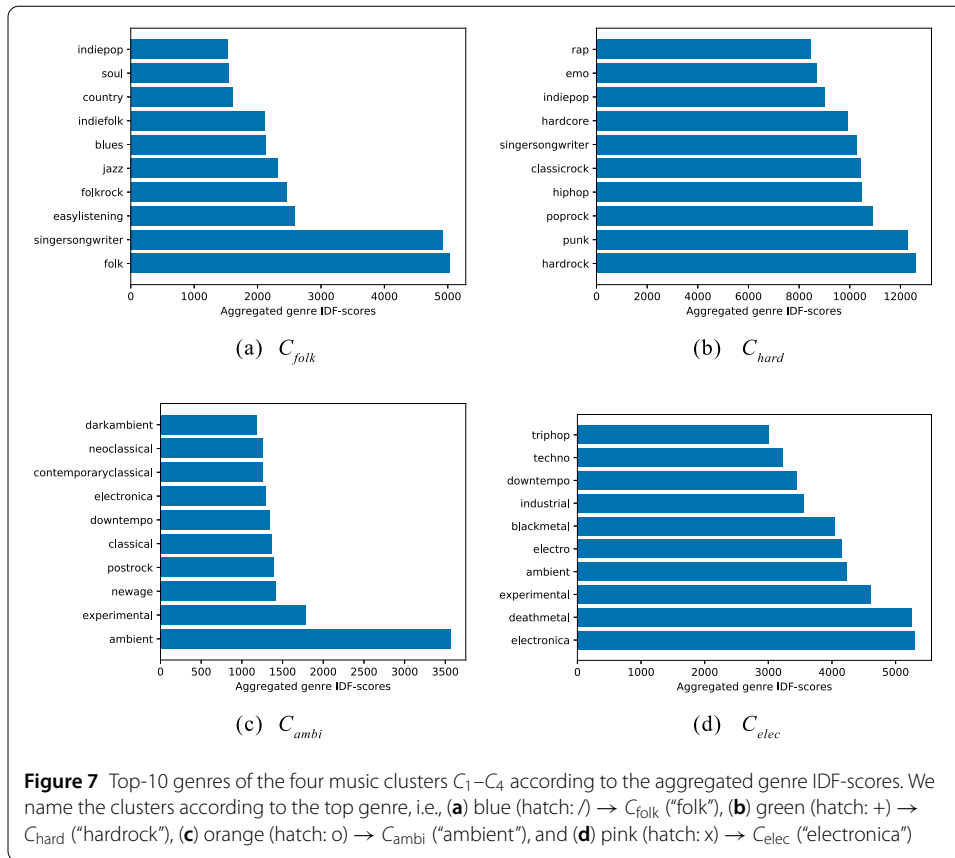 indiepop
soul
country
indiefolk
blues
jazz
folkrock
easylistening
singersongwriter
folk
0 1000 2000 3000 4000 5000
Aggregated genre IDF-scores
(a) C_folk
rap
emo
indiepop
hardcore
singersongwriter
classicrock
hiphop
poprock
punk
hardrock
0 2000 4000 6000 8000 10000 12000
Aggregated genre IDF-scores
(b) C_hard
darkambient
neoclassical
contemporaryclassical
electronica
downtempo
classical
postrock
newage
experimental
ambient
0 500 1000 1500 2000 2500 3000 3500
Aggregated genre IDF-scores
(c) C_ambi
triphop
techno
downtempo
industrial
blackmetal
electro
ambient
experimental
deathmetal
electronica
0 1000 2000 3000 4000 5000
Aggregated genre IDF-scores
(d) C_elec
Figure 7 Top-10 genres of the four music clusters C1–C4 according to the aggregated genre IDF-scores. We
name the clusters according to the top genre, i.e., (a) blue (hatch: /) → C_folk (“folk”), (b) green (hatch: +) →
C_hard (“hardrock”), (c) orange (hatch: o) → C_ambi (“ambient”), and (d) pink (hatch: x) → C_elec (“electronica”)